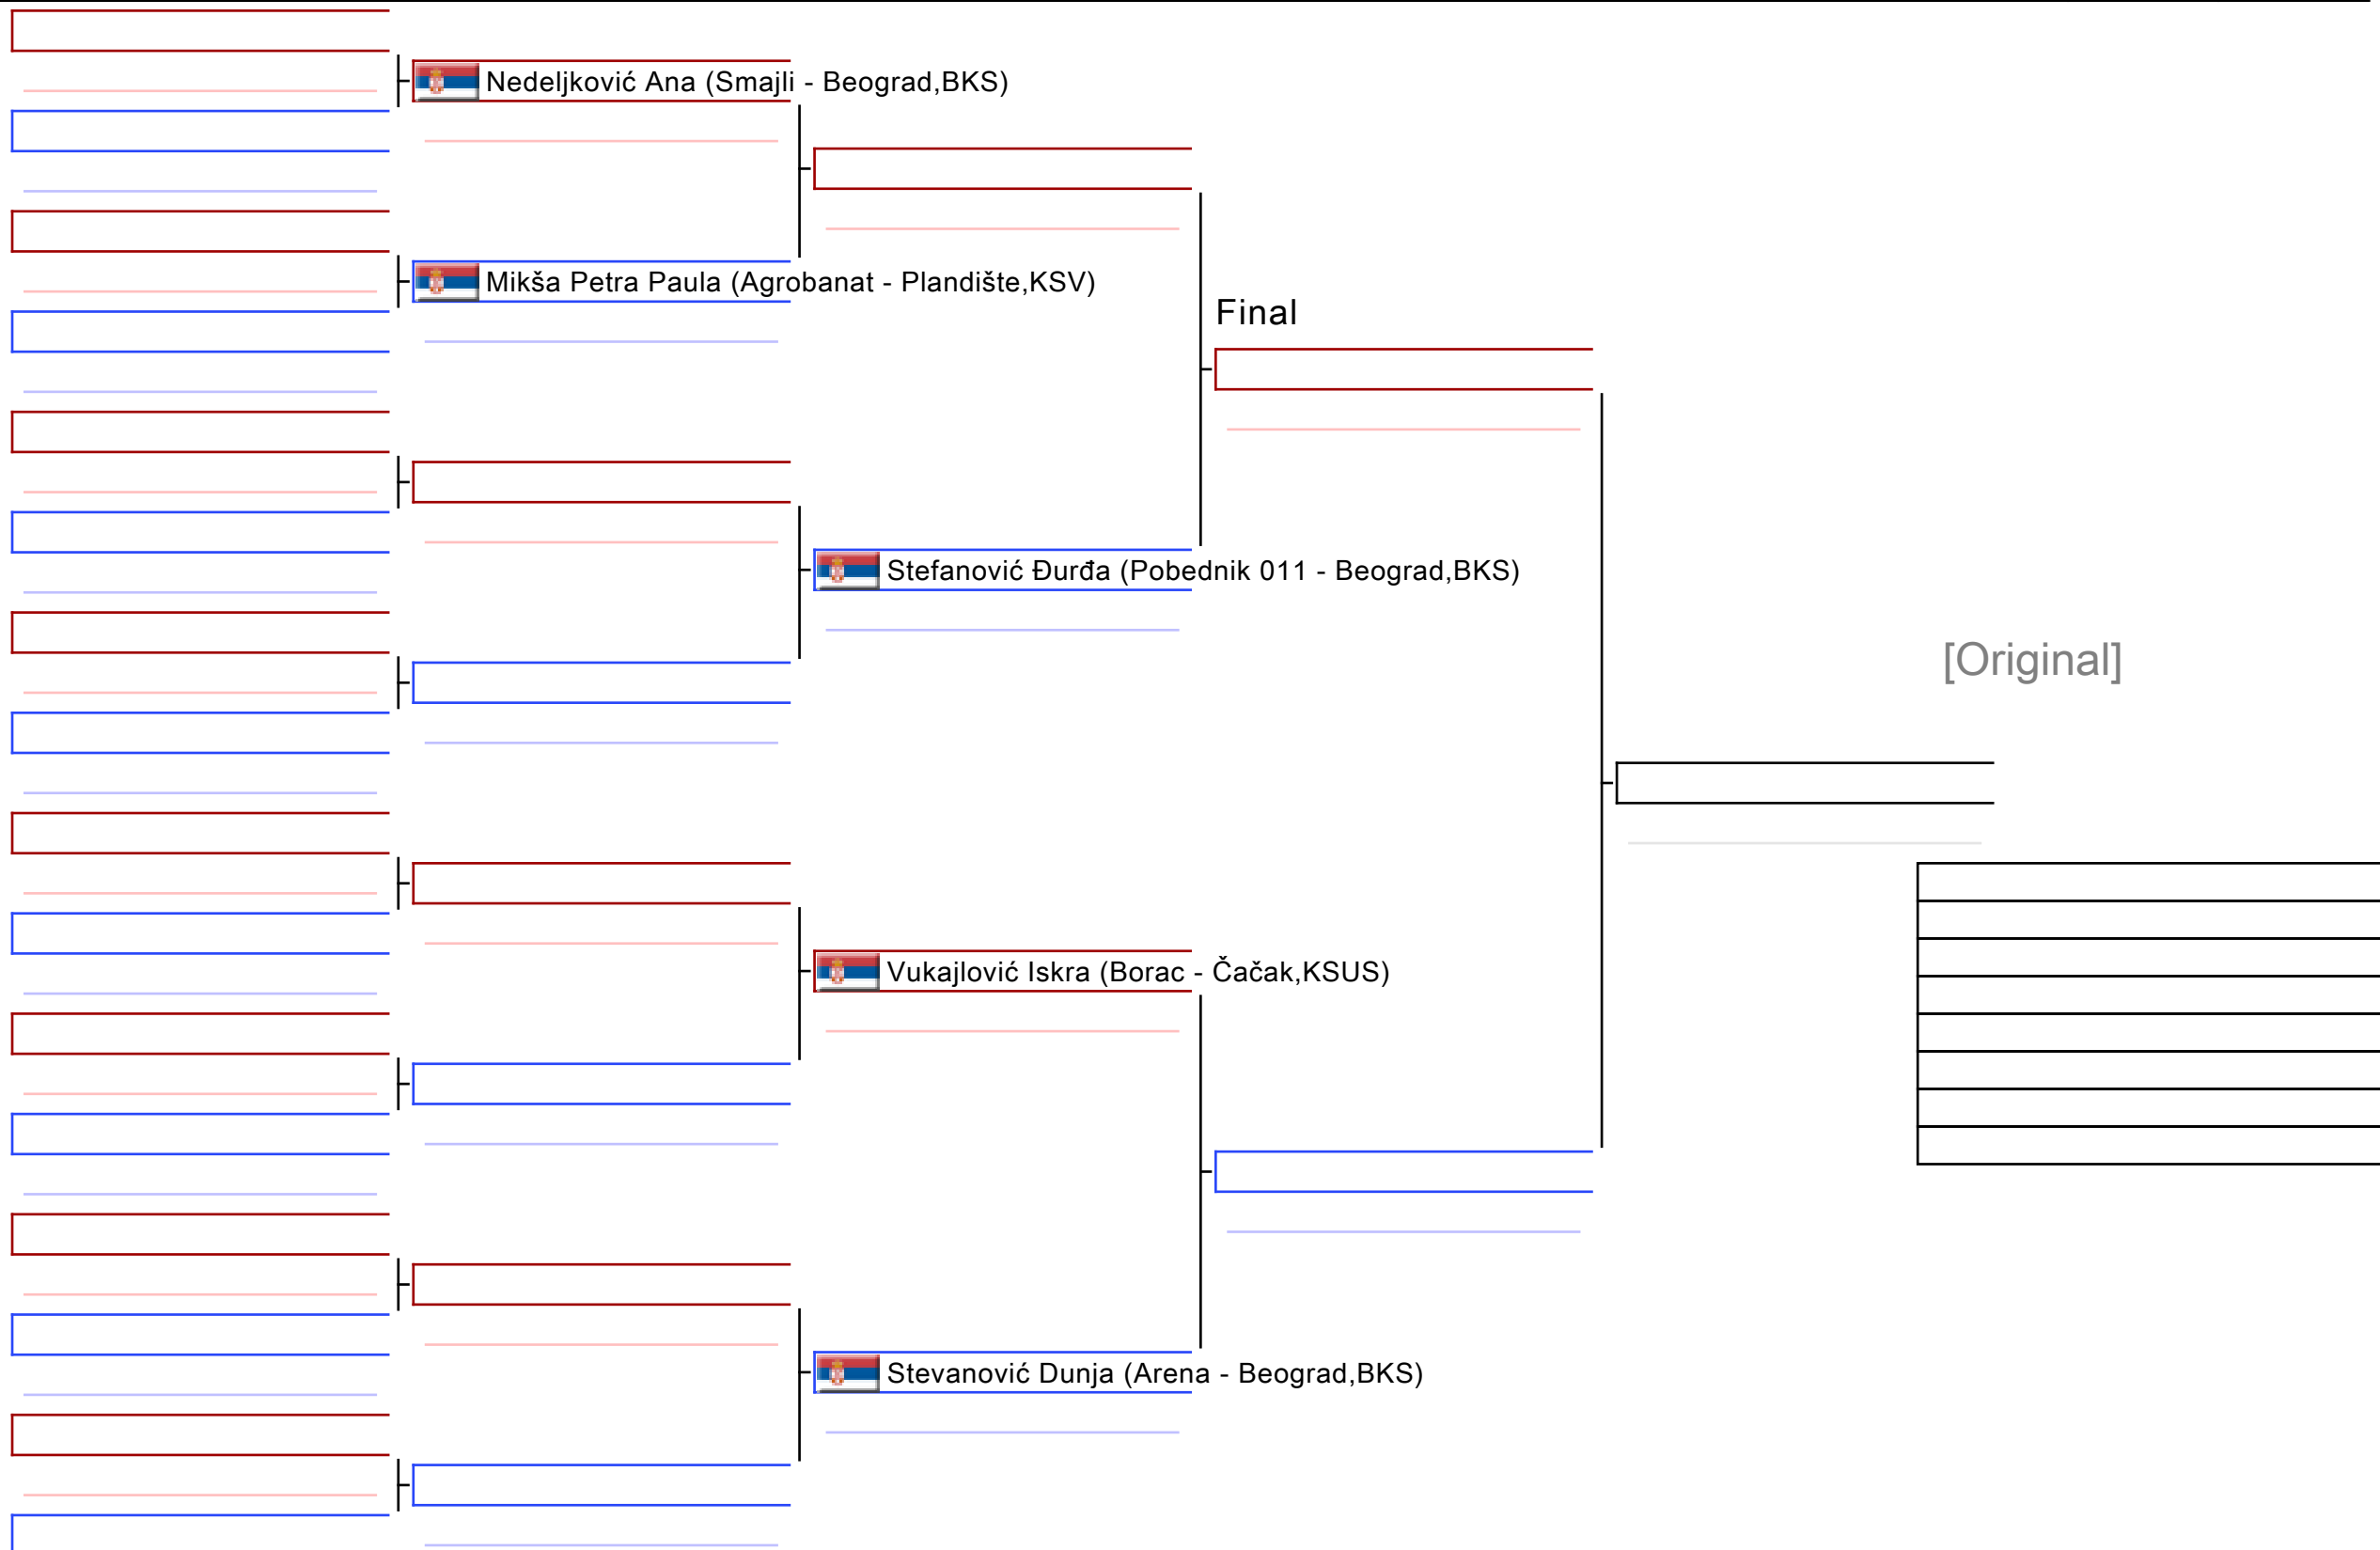 Nedeljković Ana (Smajli - Beograd,BKS)
Mikša Petra Paula (Agrobanat - Plandište,KSV)
Final
Stefanović Đurđa (Pobednik 011 - Beograd,BKS)
[Original]
Vukajlović Iskra (Borac - Čačak,KSUS)
Stevanović Dunja (Arena - Beograd,BKS)